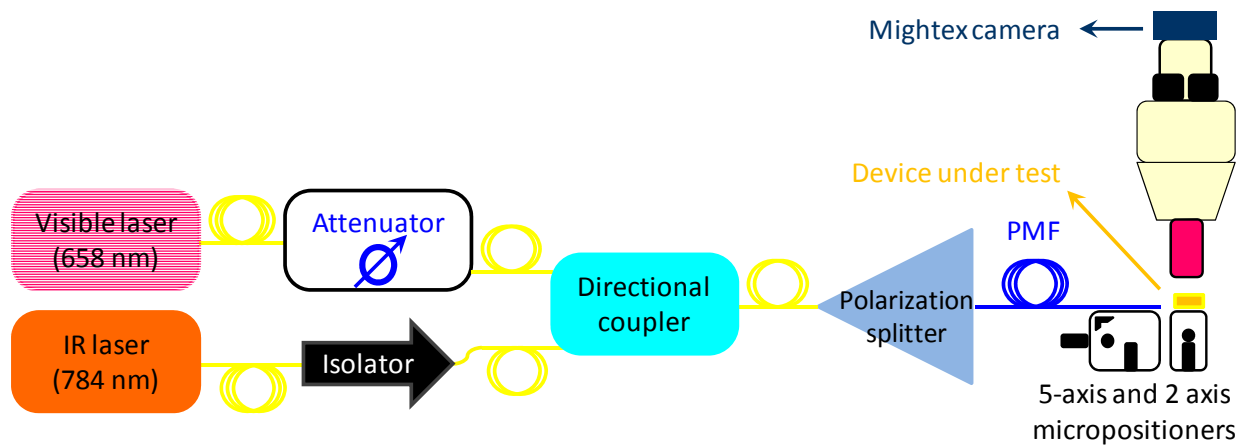 Mightex camera
Device under test
Visible laser
(658 nm)
Attenuator
PMF
Directional
coupler
Polarization
splitter
IR laser
(784 nm)
Isolator
5-axis and 2 axis
micropositioners